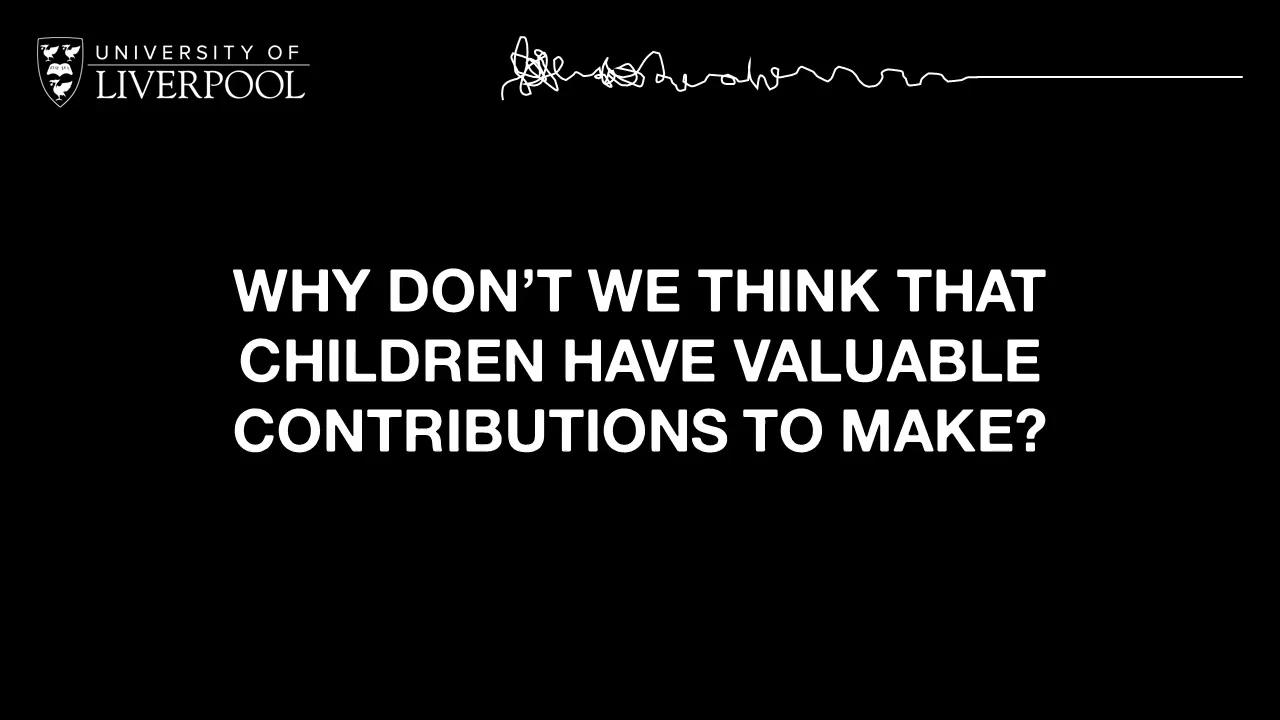 UNIVERSITY OF
LIVERPOOL
WHY DON’T WE THINK THAT
CHILDREN HAVE VALUABLE
CONTRIBUTIONS TO MAKE?